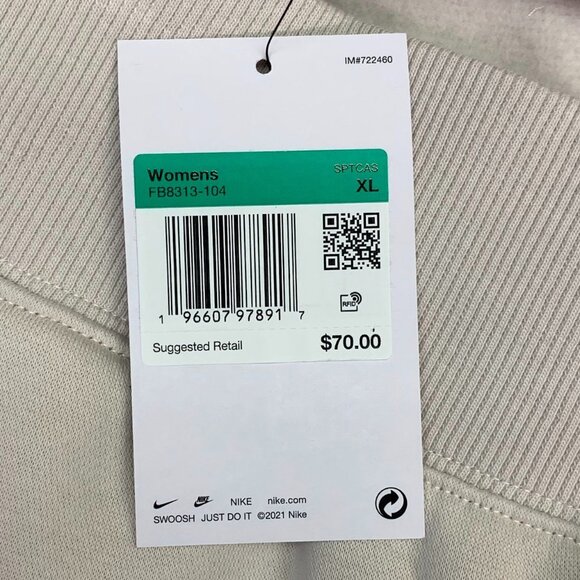 IM#722460
Womens SPTCAS
FB8313-104 XL
1 96607 97891 7
RFID
Suggested Retail $70.00
NIKE nike.com
SWOOSH JUST DO IT ©2021 Nike